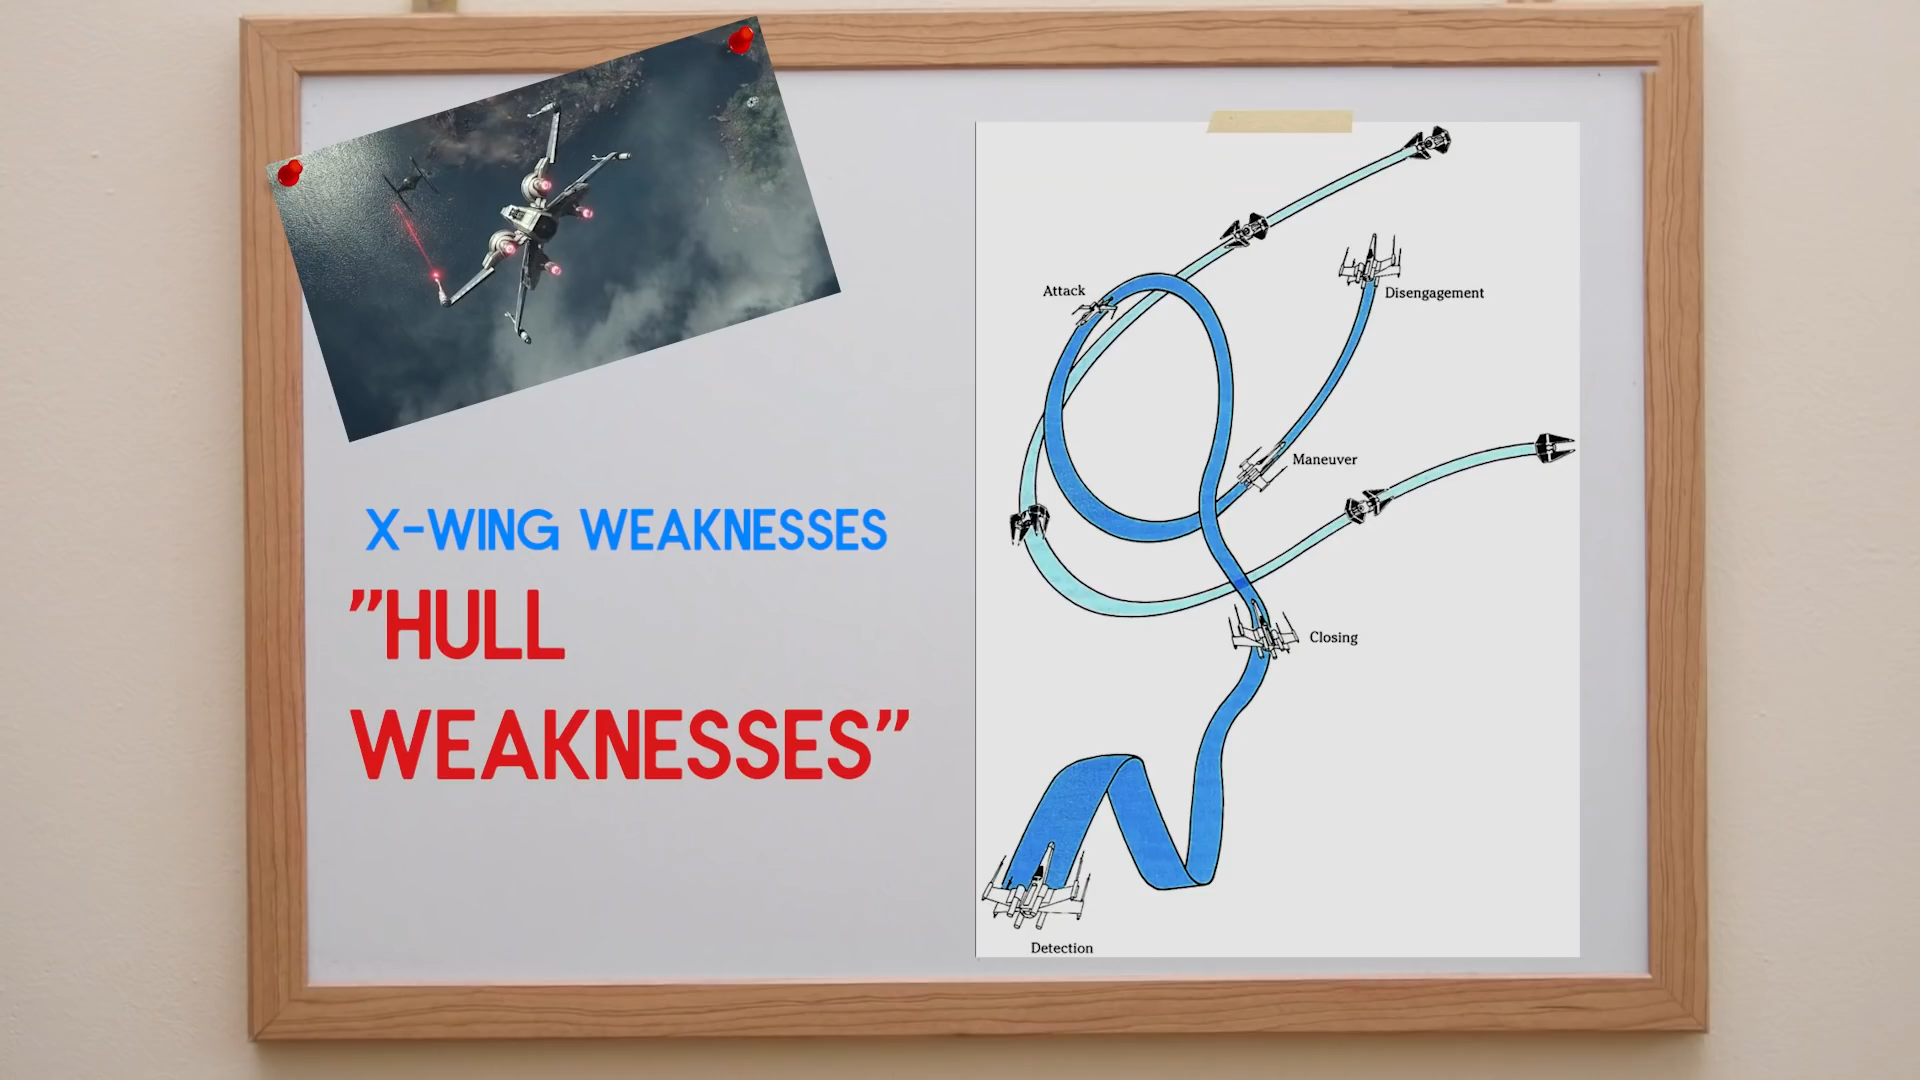 X-WING WEAKNESSES
"HULL
WEAKNESSES"
Attack
Disengagement
Maneuver
Closing
Detection